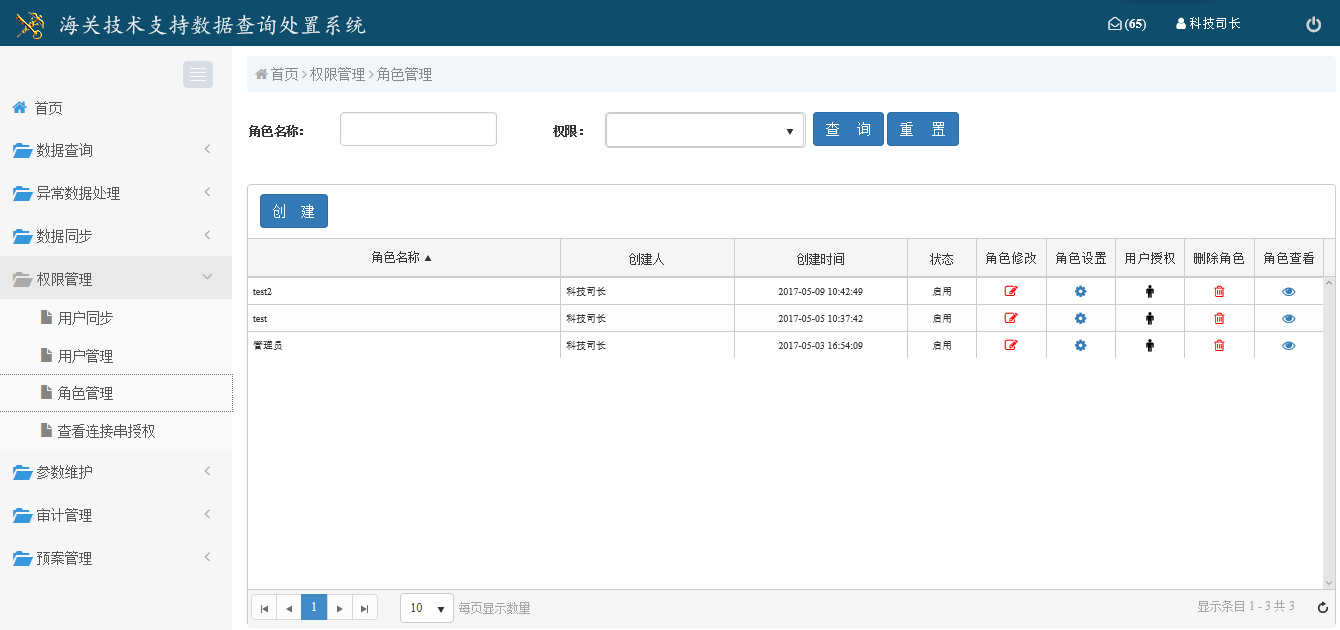 海关技术支持数据查询处置系统
(65) 科技司长
首页
数据查询
异常数据处理
数据同步
权限管理
用户同步
用户管理
角色管理
查看连接串授权
参数维护
审计管理
预案管理
首页 > 权限管理 > 角色管理
角色名称: 权限: 查 询 重 置
创 建
角色名称▲ 创建人 创建时间 状态 角色修改 角色设置 用户授权 删除角色 角色查看
test2 科技司长 2017-05-09 10:42:49 启用
test 科技司长 2017-05-05 10:37:42 启用
管理员 科技司长 2017-05-03 16:54:09 启用
1 10 每页显示数量 显示条目 1 - 3 共 3